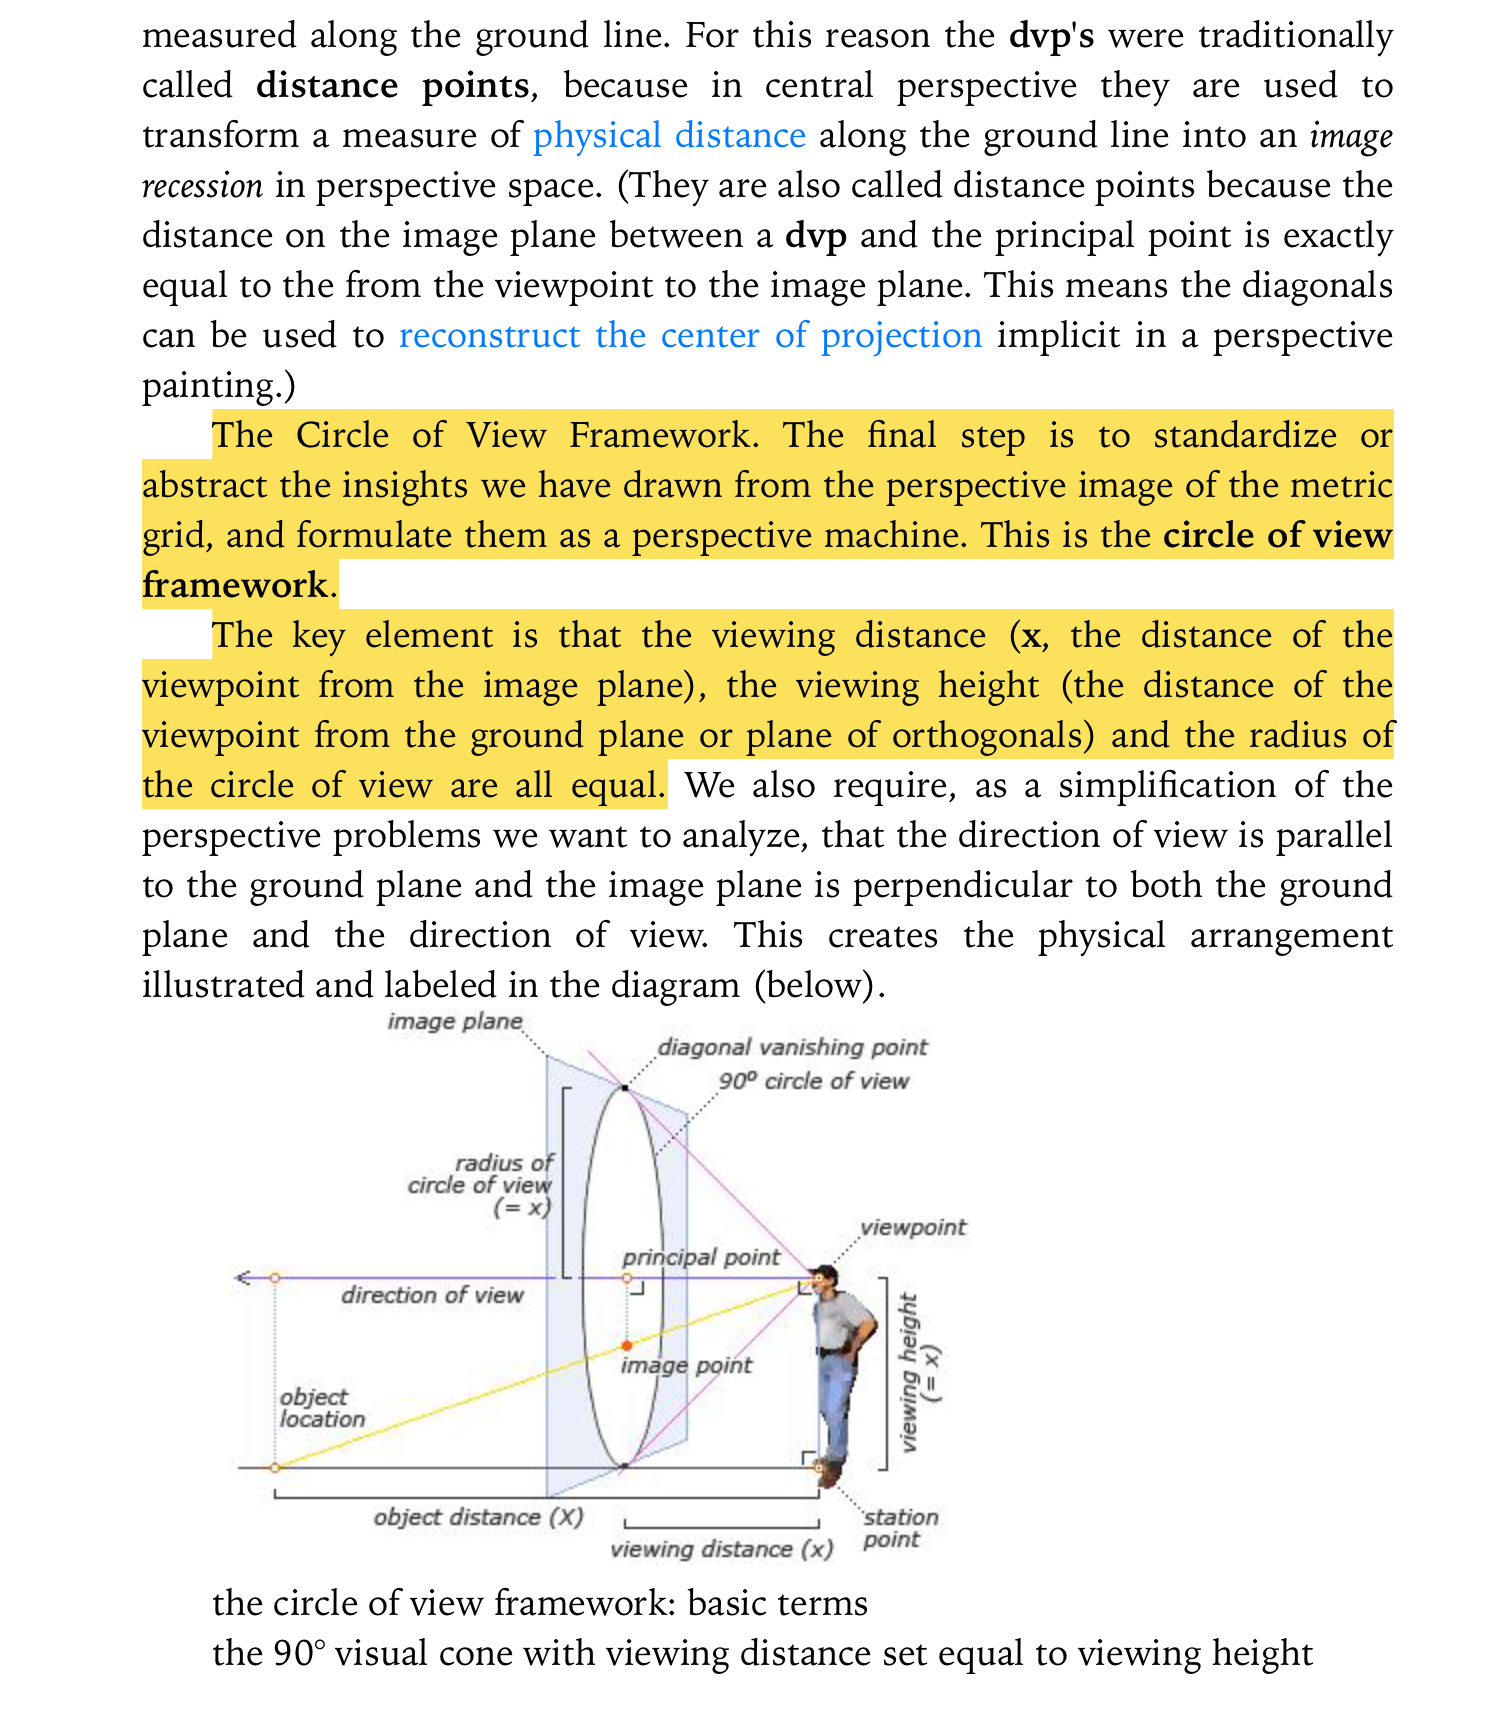 measured along the ground line. For this reason the dvp's were traditionally
called distance points, because in central perspective they are used to
transform a measure of physical distance along the ground line into an image
recession in perspective space. (They are also called distance points because the
distance on the image plane between a dvp and the principal point is exactly
equal to the from the viewpoint to the image plane. This means the diagonals
can be used to reconstruct the center of projection implicit in a perspective
painting.)
The Circle of View Framework. The final step is to standardize or
abstract the insights we have drawn from the perspective image of the metric
grid, and formulate them as a perspective machine. This is the circle of view
framework.
The key element is that the viewing distance (x, the distance of the
viewpoint from the image plane), the viewing height (the distance of the
viewpoint from the ground plane or plane of orthogonals) and the radius of
the circle of view are all equal. We also require, as a simplification of the
perspective problems we want to analyze, that the direction of view is parallel
to the ground plane and the image plane is perpendicular to both the ground
plane and the direction of view. This creates the physical arrangement
illustrated and labeled in the diagram (below).
image plane
diagonal vanishing point
90º circle of view
radius of
circle of view
(= x)
viewpoint
principal point
direction of view
image point
viewing height
(= x)
object
location
object distance (X)
station
point
viewing distance (x)
the circle of view framework: basic terms
the 90° visual cone with viewing distance set equal to viewing height